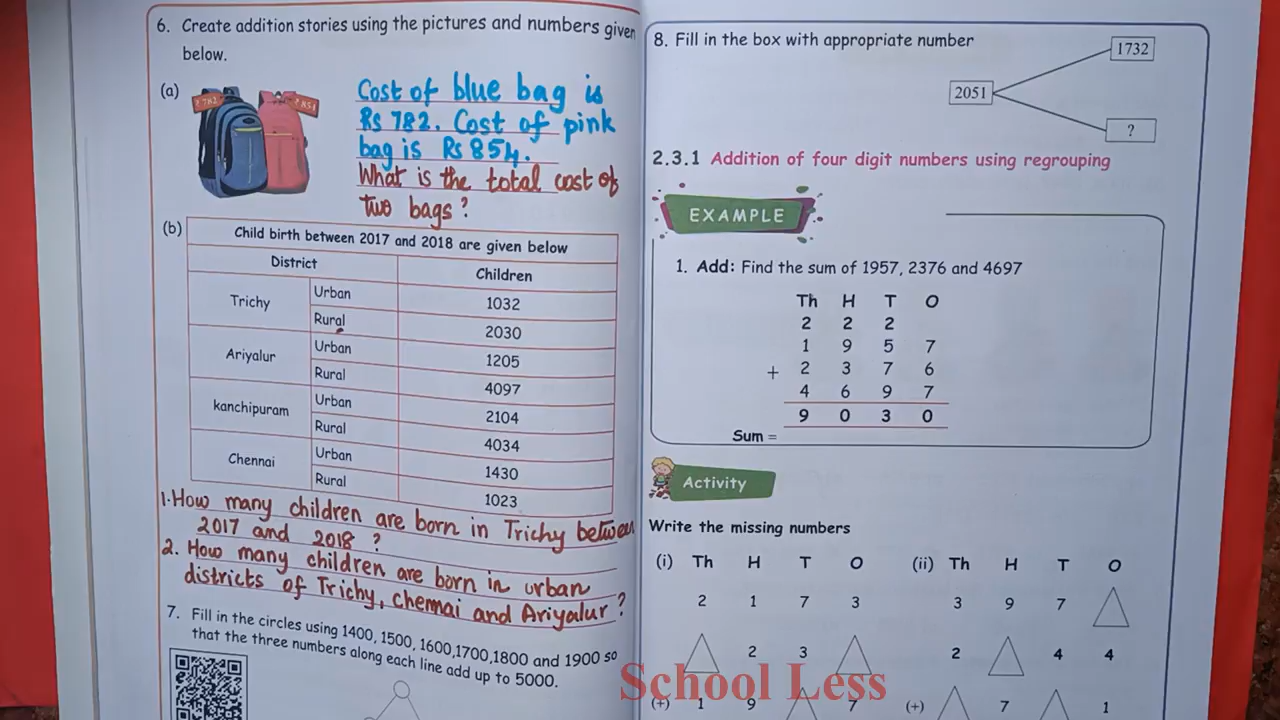 6. Create addition stories using the pictures and numbers given
below.
(a)
₹ 782
₹ 854
Cost of blue bag is
Rs 782. Cost of pink
bag is Rs 854.
What is the total cost of
two bags?
(b)
Child birth between 2017 and 2018 are given below
District Children
Trichy Urban 1032
Rural 2030
Ariyalur Urban 1205
Rural 4097
kanchipuram Urban 2104
Rural 4034
Chennai Urban 1430
Rural 1023
1. How many children are born in Trichy between
2017 and 2018 ?
2. How many children are born in urban
districts of Trichy, Chennai and Ariyalur ?
7. Fill in the circles using 1400, 1500, 1600,1700,1800 and 1900 so
that the three numbers along each line add up to 5000.
8. Fill in the box with appropriate number
1732
2051
?
2.3.1 Addition of four digit numbers using regrouping
EXAMPLE
1. Add: Find the sum of 1957, 2376 and 4697
Th H T O
2 2 2
1 9 5 7
+ 2 3 7 6
4 6 9 7
9 0 3 0
Sum =
Activity
Write the missing numbers
(i) Th H T O
2 1 7 3
2 3
(+) 1 9 7
(ii) Th H T O
3 9 7
2 4 4
(+) 7 1
School Less